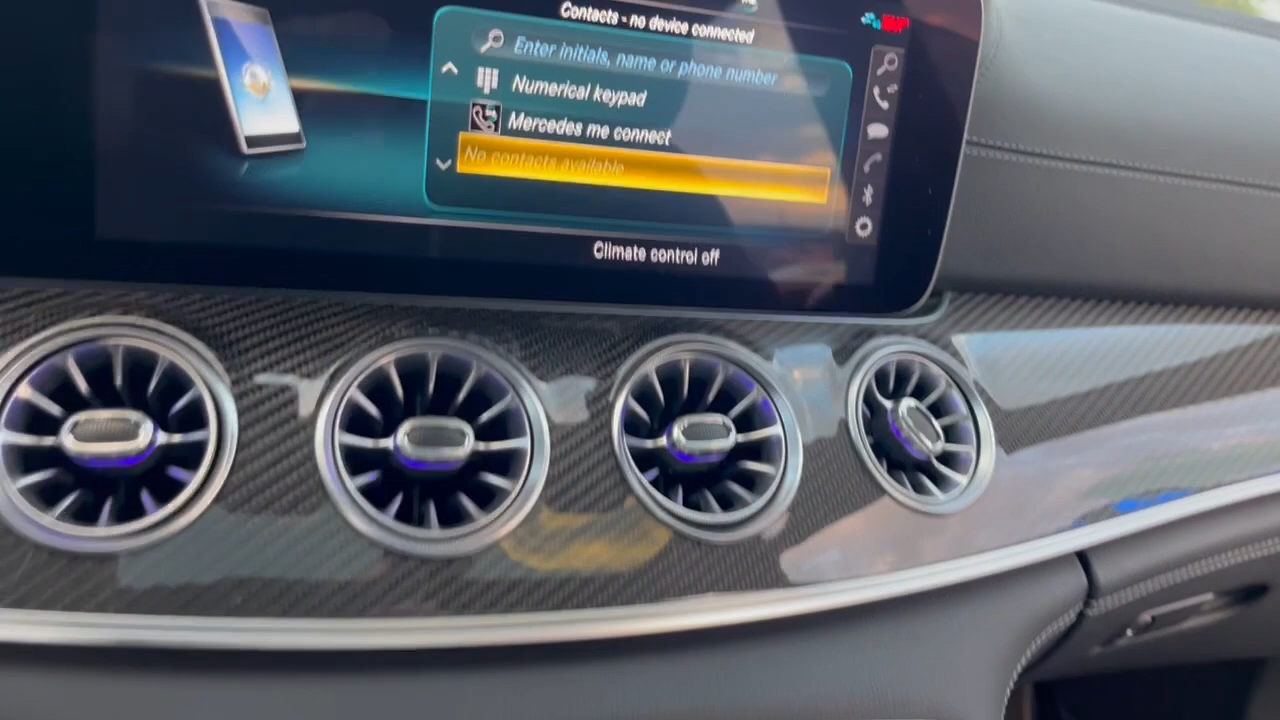 Contacts - no device connected
Enter initials, name or phone number
Numerical keypad
Mercedes me connect
No contacts available
Climate control off